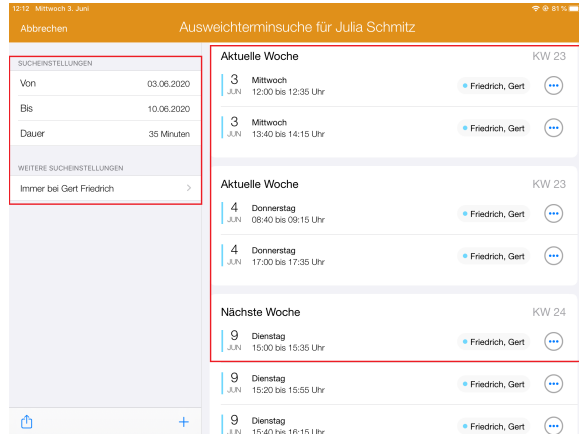 12:12 Mittwoch 3. Juni
81 %
Abbrechen
Ausweichterminsuche für Julia Schmitz
SUCHEINSTELLUNGEN
Von 03.06.2020
Bis 10.06.2020
Dauer 35 Minuten
WEITERE SUCHEINSTELLUNGEN
Immer bei Gert Friedrich
Aktuelle Woche KW 23
3 Mittwoch
JUN 12:00 bis 12:35 Uhr
Friedrich, Gert
3 Mittwoch
JUN 13:40 bis 14:15 Uhr
Friedrich, Gert
Aktuelle Woche KW 23
4 Donnerstag
JUN 08:40 bis 09:15 Uhr
Friedrich, Gert
4 Donnerstag
JUN 17:00 bis 17:35 Uhr
Friedrich, Gert
Nächste Woche KW 24
9 Dienstag
JUN 15:00 bis 15:35 Uhr
Friedrich, Gert
9 Dienstag
JUN 15:20 bis 15:55 Uhr
Friedrich, Gert
9 Dienstag
JUN 15:40 bis 16:15 Uhr
Friedrich, Gert